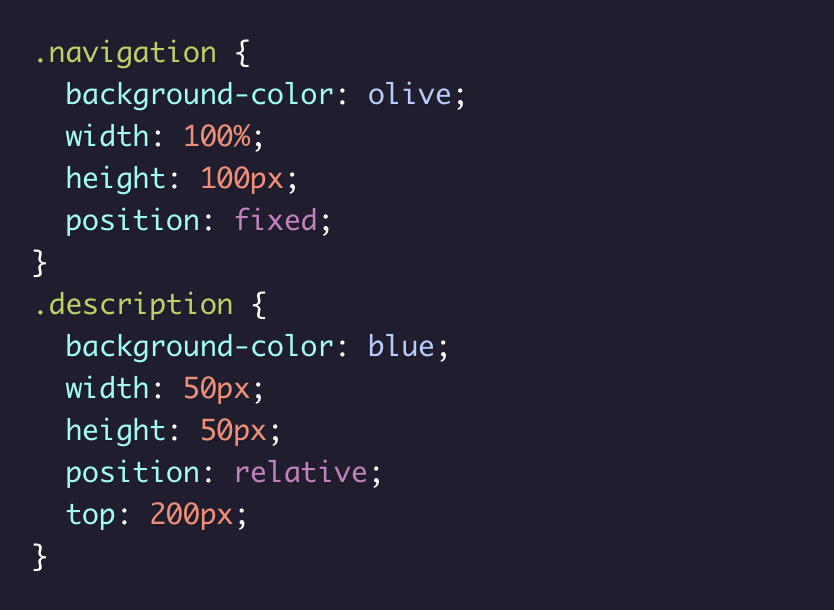 .navigation {
  background-color: olive;
  width: 100%;
  height: 100px;
  position: fixed;
}
.description {
  background-color: blue;
  width: 50px;
  height: 50px;
  position: relative;
  top: 200px;
}